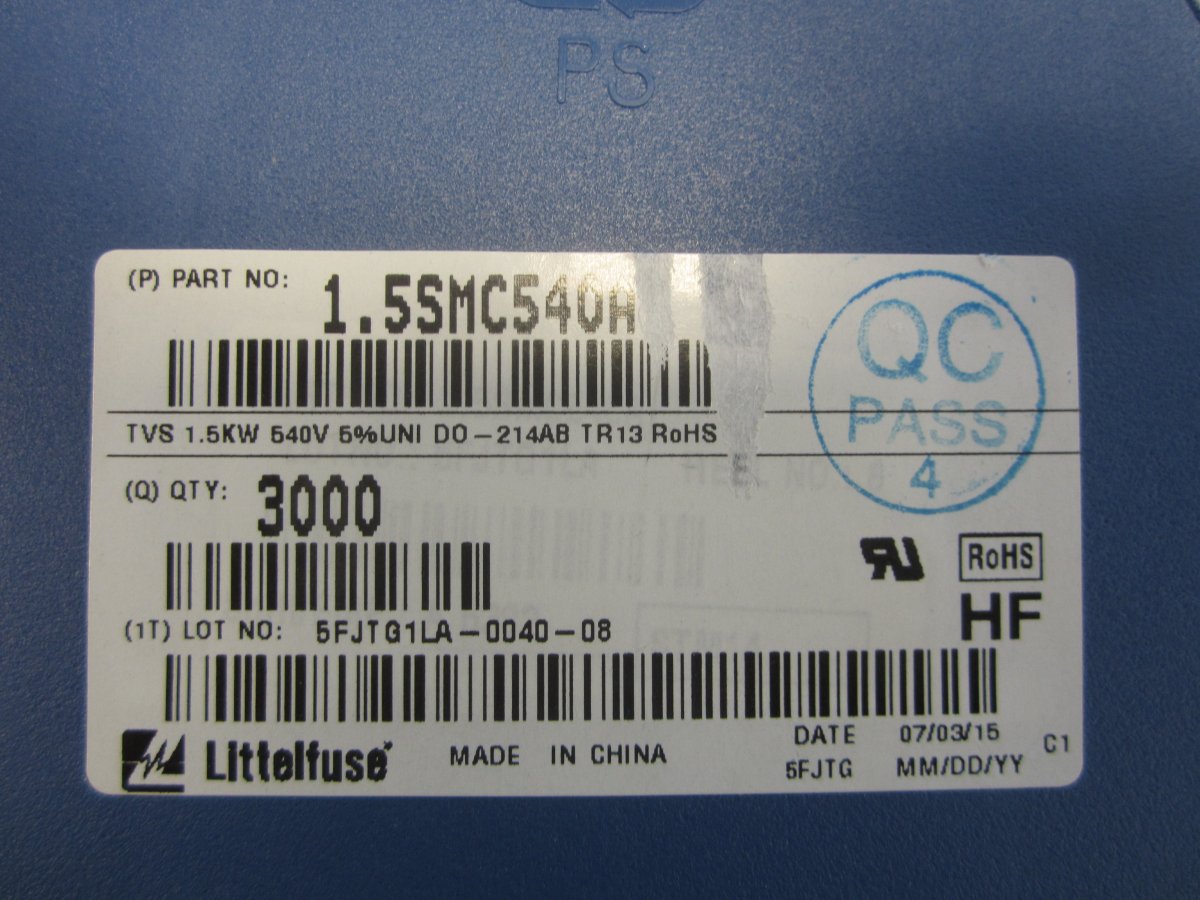 PS
(P) PART NO: 1.5SMC540A
TVS 1.5KW 540V 5%UNI DO-214AB TR13 RoHS
QC
PASS
4
(Q) QTY: 3000
RU
RoHS
HF
(1T) LOT NO: 5FJTG1LA-0040-08
Littelfuse
MADE IN CHINA
DATE 07/03/15
5FJTG MM/DD/YY
C1